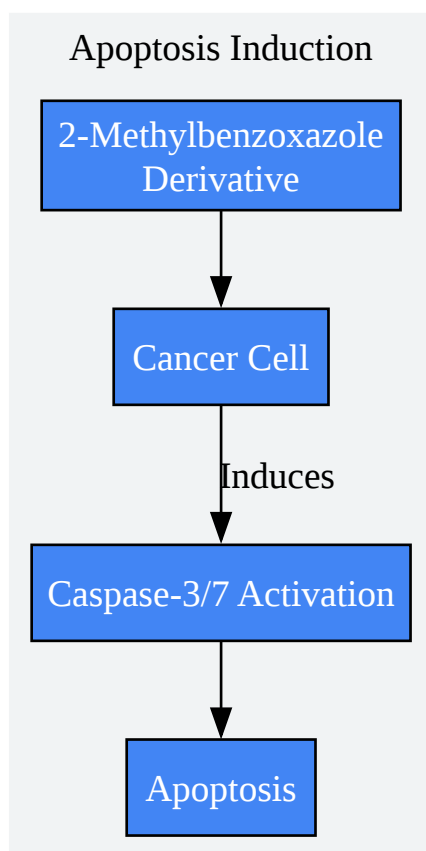 Apoptosis Induction
2-Methylbenzoxazole
Derivative
Cancer Cell
Induces
Caspase-3/7 Activation
Apoptosis